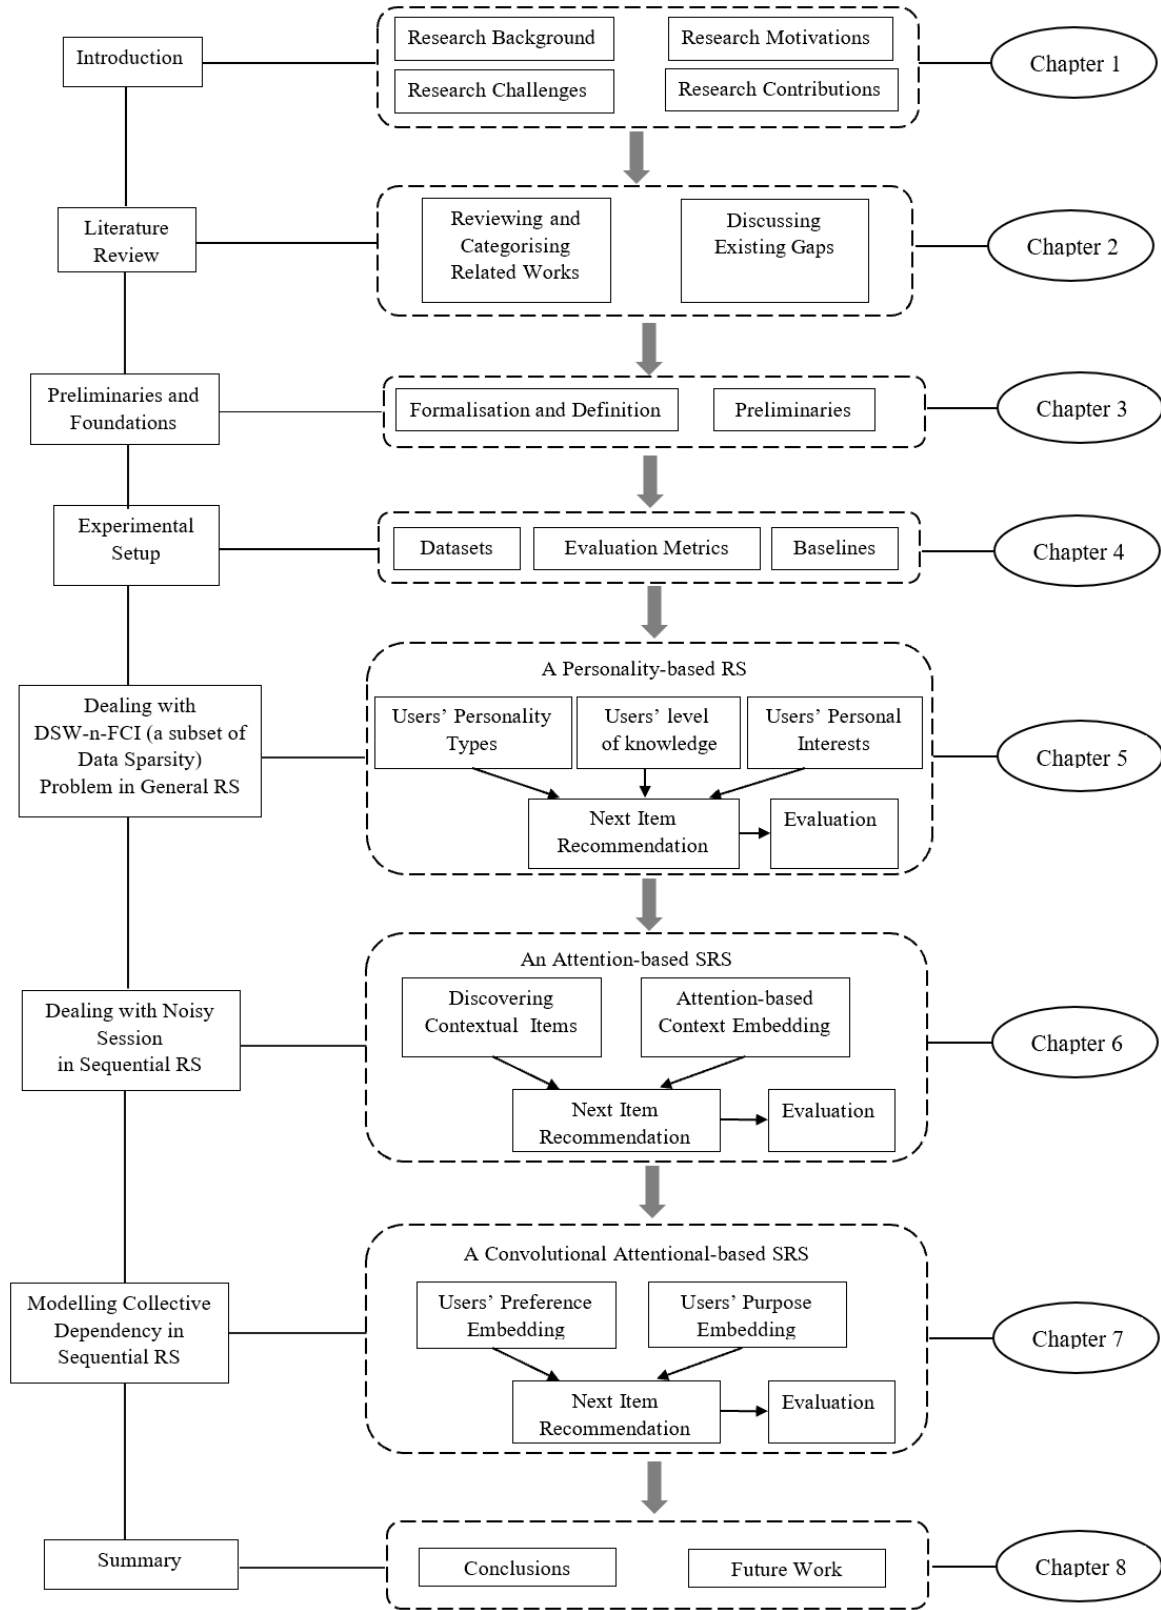 Introduction
Research Background
Research Motivations
Research Challenges
Research Contributions
Chapter 1
Literature
Review
Reviewing and
Categorising
Related Works
Discussing
Existing Gaps
Chapter 2
Preliminaries and
Foundations
Formalisation and Definition
Preliminaries
Chapter 3
Experimental
Setup
Datasets
Evaluation Metrics
Baselines
Chapter 4
Dealing with
DSW-n-FCI (a subset of
Data Sparsity)
Problem in General RS
A Personality-based RS
Users’ Personality
Types
Users’ level
of knowledge
Users’ Personal
Interests
Next Item
Recommendation
Evaluation
Chapter 5
Dealing with Noisy
Session
in Sequential RS
An Attention-based SRS
Discovering
Contextual Items
Attention-based
Context Embedding
Next Item
Recommendation
Evaluation
Chapter 6
Modelling Collective
Dependency in
Sequential RS
A Convolutional Attentional-based SRS
Users’ Preference
Embedding
Users’ Purpose
Embedding
Next Item
Recommendation
Evaluation
Chapter 7
Summary
Conclusions
Future Work
Chapter 8